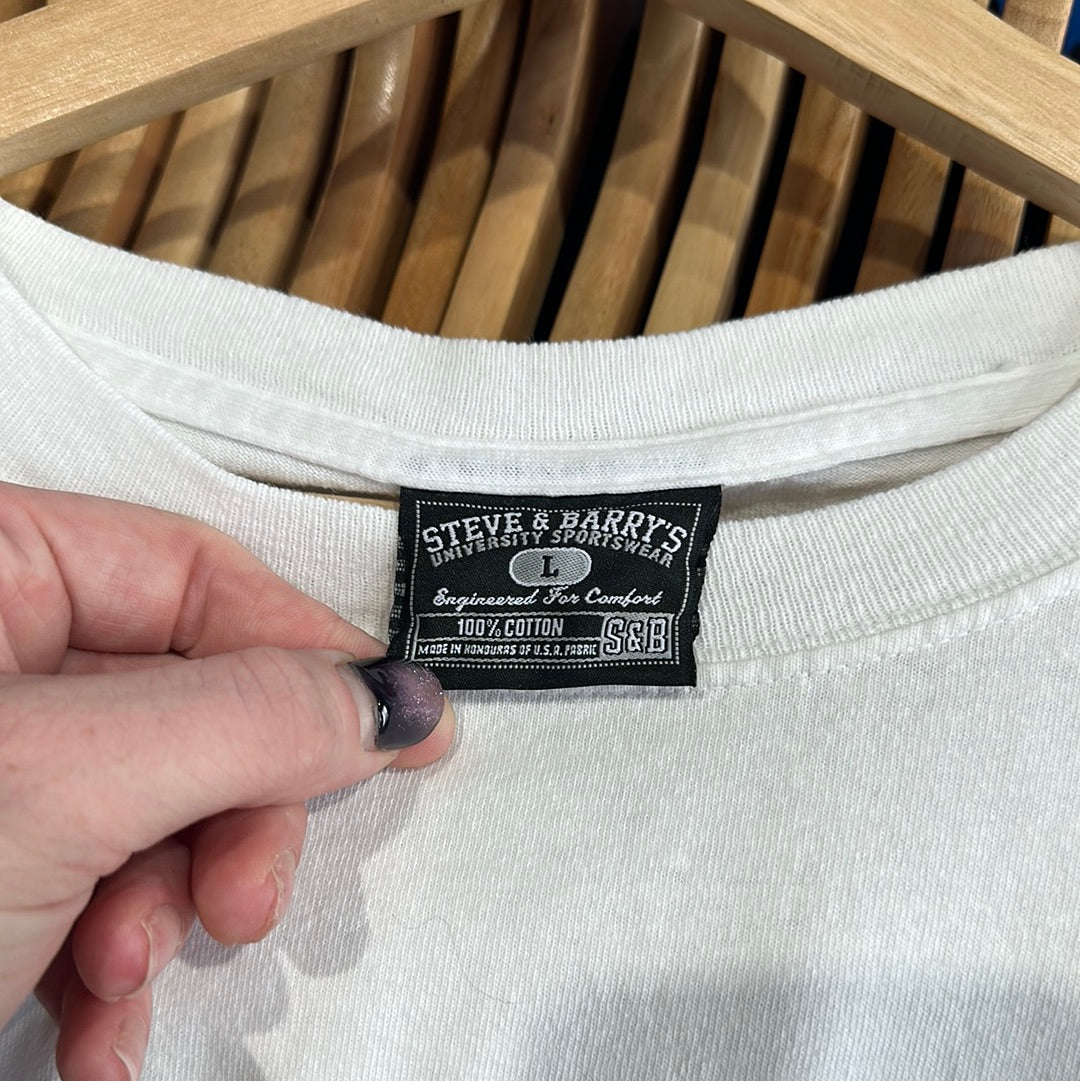 STEVE & BARRY'S
UNIVERSITY SPORTSWEAR
L
Engineered For Comfort
100% COTTON
MADE IN HONDURAS OF U.S.A. FABRIC
S&B